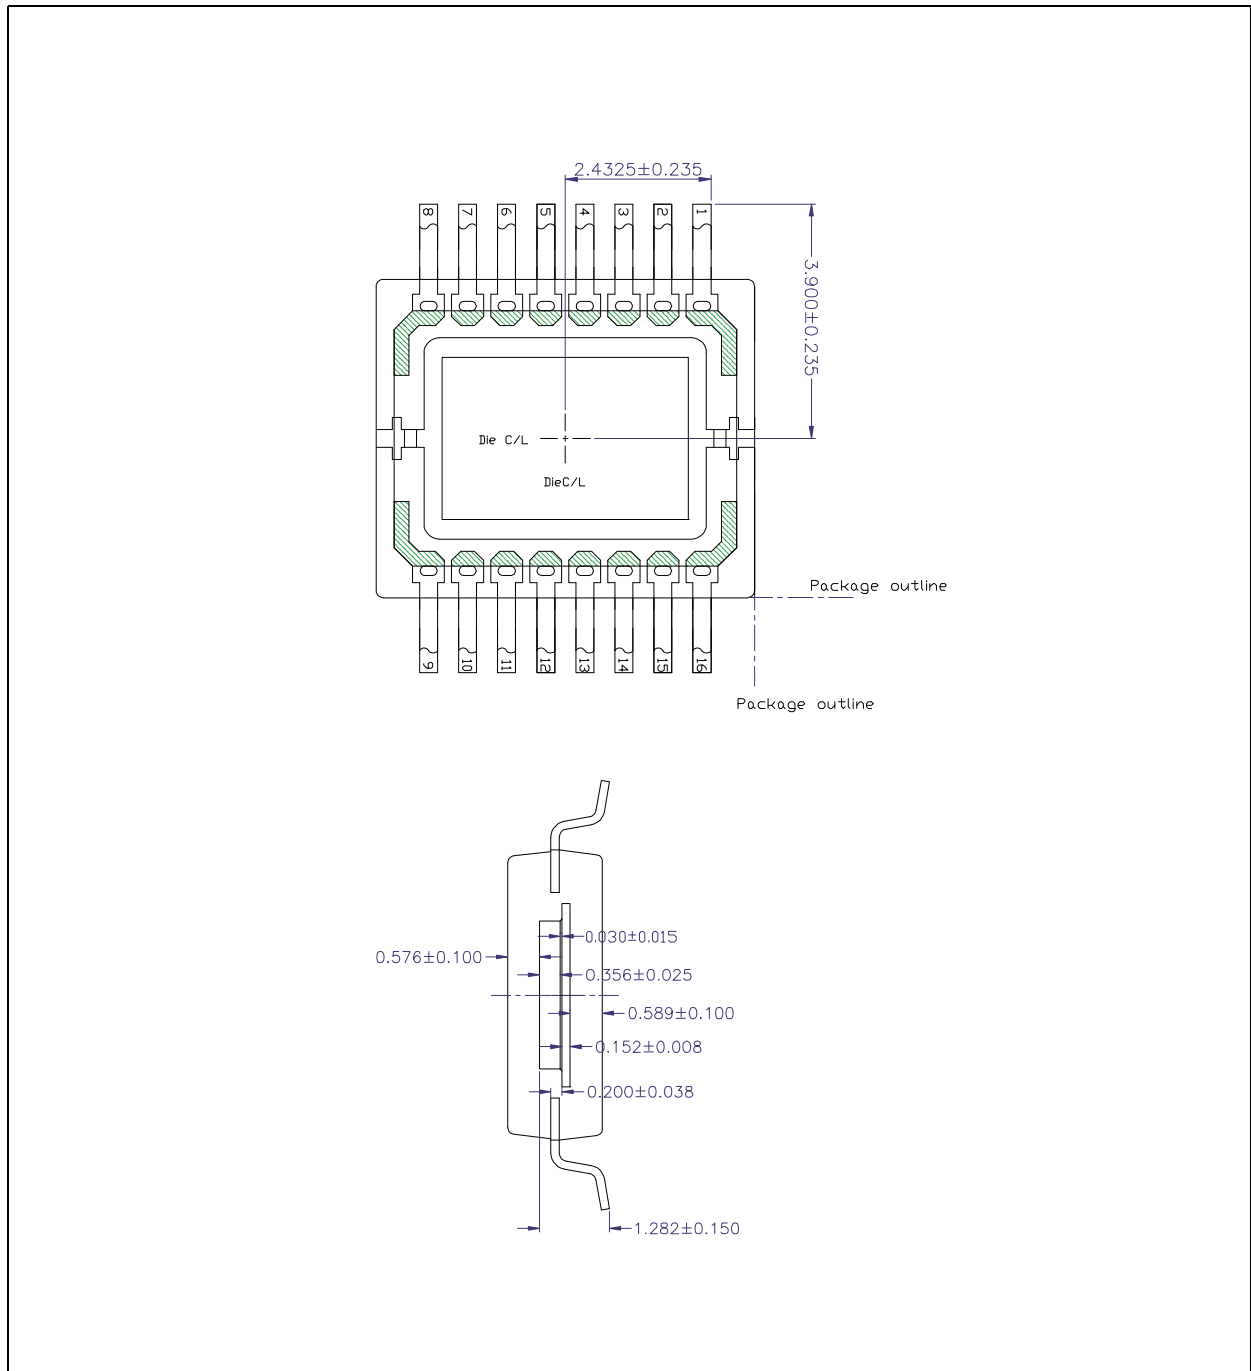 2.4325±0.235
8 7 6 5 4 3 2 1
3.900±0.235
Die C/L
DieC/L
Package outline
9 10 11 12 13 14 15 16
Package outline
0.030±0.015
0.576±0.100
0.356±0.025
0.589±0.100
0.152±0.008
0.200±0.038
1.282±0.150